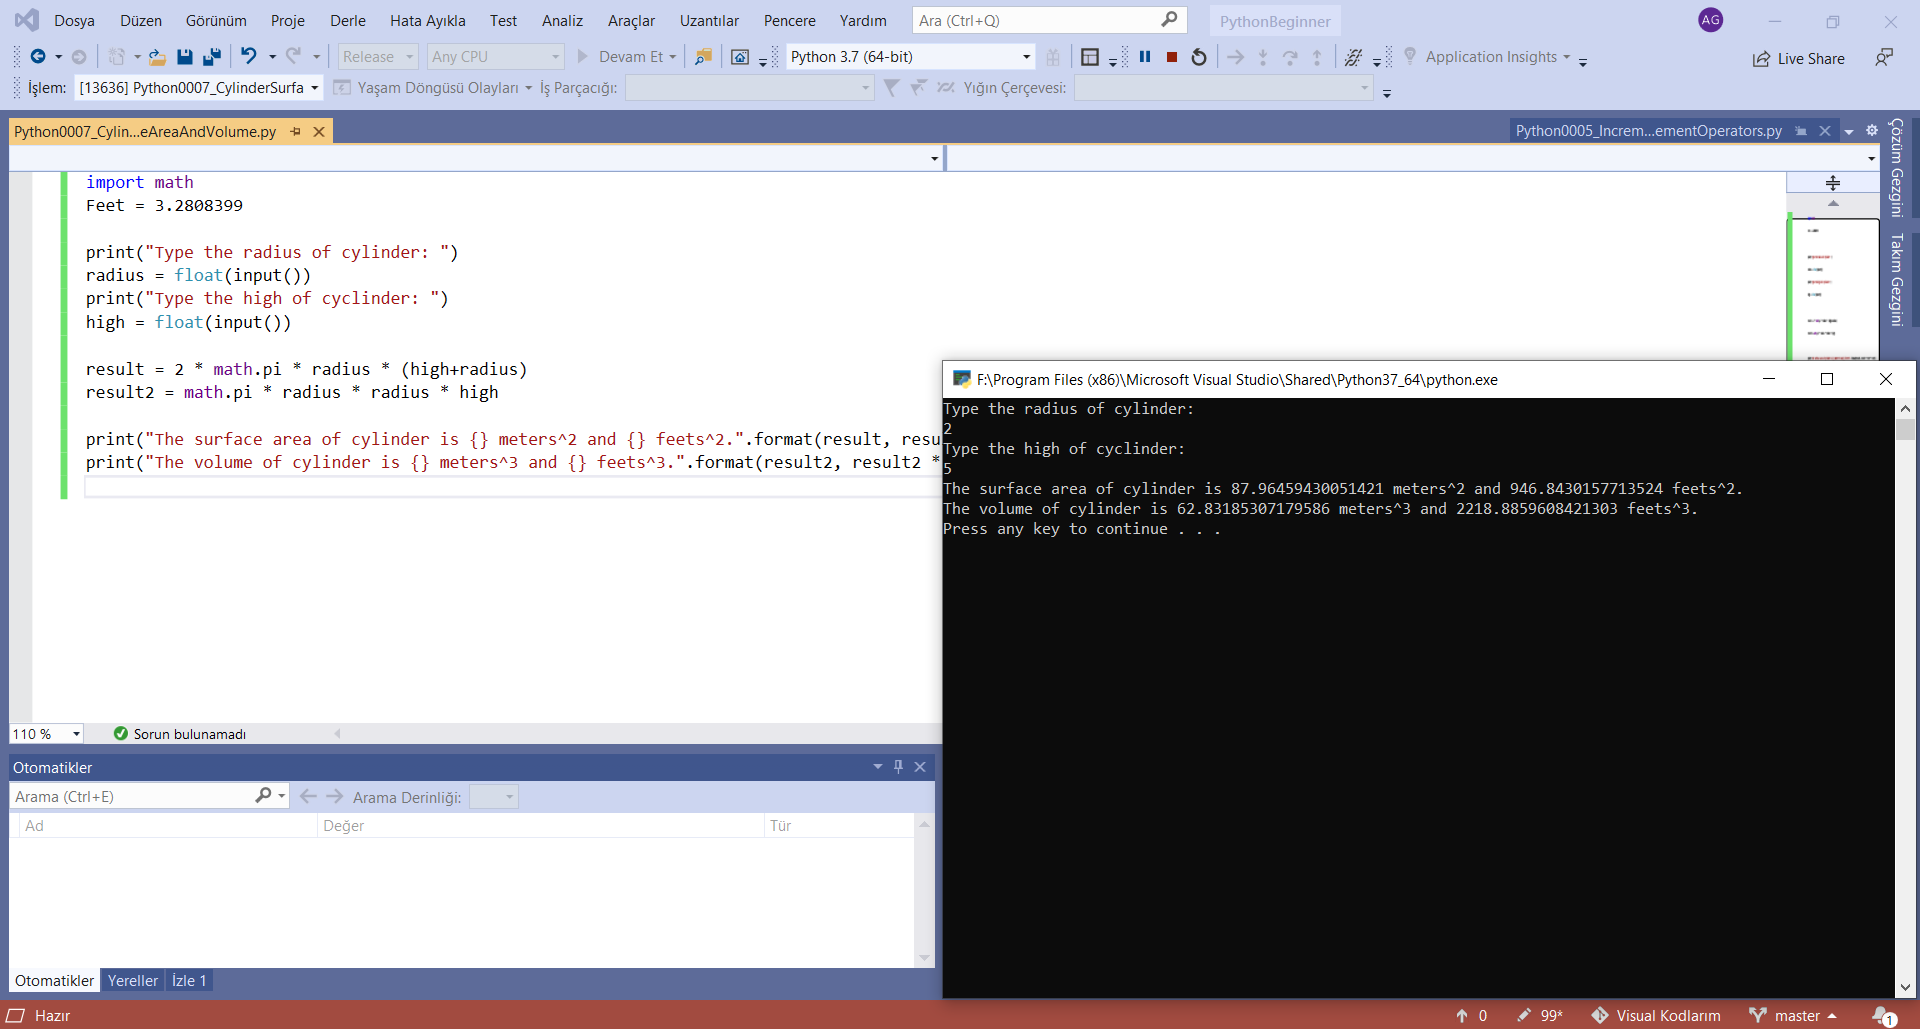 Dosya Düzen Görünüm Proje Derle Hata Ayıkla Test Analiz Araçlar Uzantılar Pencere Yardım Ara (Ctrl+Q) PythonBeginner AG
Release Any CPU Devam Et Python 3.7 (64-bit) Application Insights Live Share
İşlem: [13636] Python0007_CylinderSurfa Yaşam Döngüsü Olayları İş Parçacığı: Yığın Çerçevesi:
Python0007_Cylin...eAreaAndVolume.py Python0005_Increm...ementOperators.py
Çözüm Gezgini
Takım Gezgini
import math
Feet = 3.2808399
print("Type the radius of cylinder: ")
radius = float(input())
print("Type the high of cyclinder: ")
high = float(input())
result = 2 * math.pi * radius * (high+radius)
result2 = math.pi * radius * radius * high
print("The surface area of cylinder is {} meters^2 and {} feets^2.".format(result, resu
print("The volume of cylinder is {} meters^3 and {} feets^3.".format(result2, result2 *
F:\Program Files (x86)\Microsoft Visual Studio\Shared\Python37_64\python.exe
Type the radius of cylinder:
2
Type the high of cyclinder:
5
The surface area of cylinder is 87.96459430051421 meters^2 and 946.8430157713524 feets^2.
The volume of cylinder is 62.83185307179586 meters^3 and 2218.8859608421303 feets^3.
Press any key to continue . . .
110 % Sorun bulunamadı
Otomatikler
Arama (Ctrl+E) Arama Derinliği:
Ad Değer Tür
Otomatikler Yereller İzle 1
Hazır 0 99* Visual Kodlarım master 1